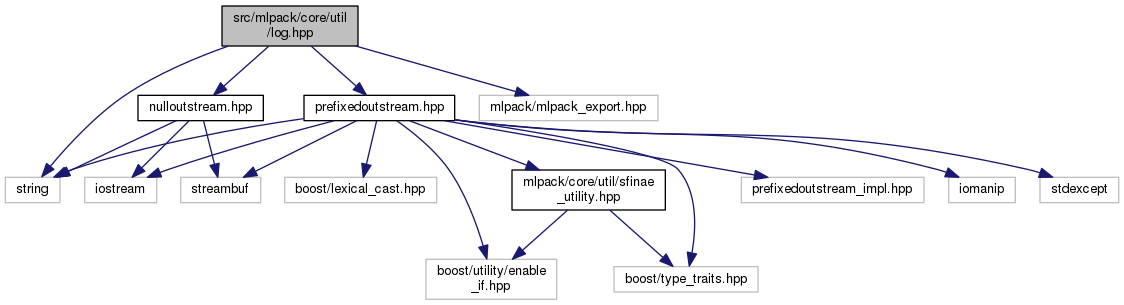 src/mlpack/core/util
/log.hpp
nulloutstream.hpp
prefixedoutstream.hpp
mlpack/mlpack_export.hpp
string
iostream
streambuf
boost/lexical_cast.hpp
mlpack/core/util/sfinae
_utility.hpp
prefixedoutstream_impl.hpp
iomanip
stdexcept
boost/utility/enable
_if.hpp
boost/type_traits.hpp